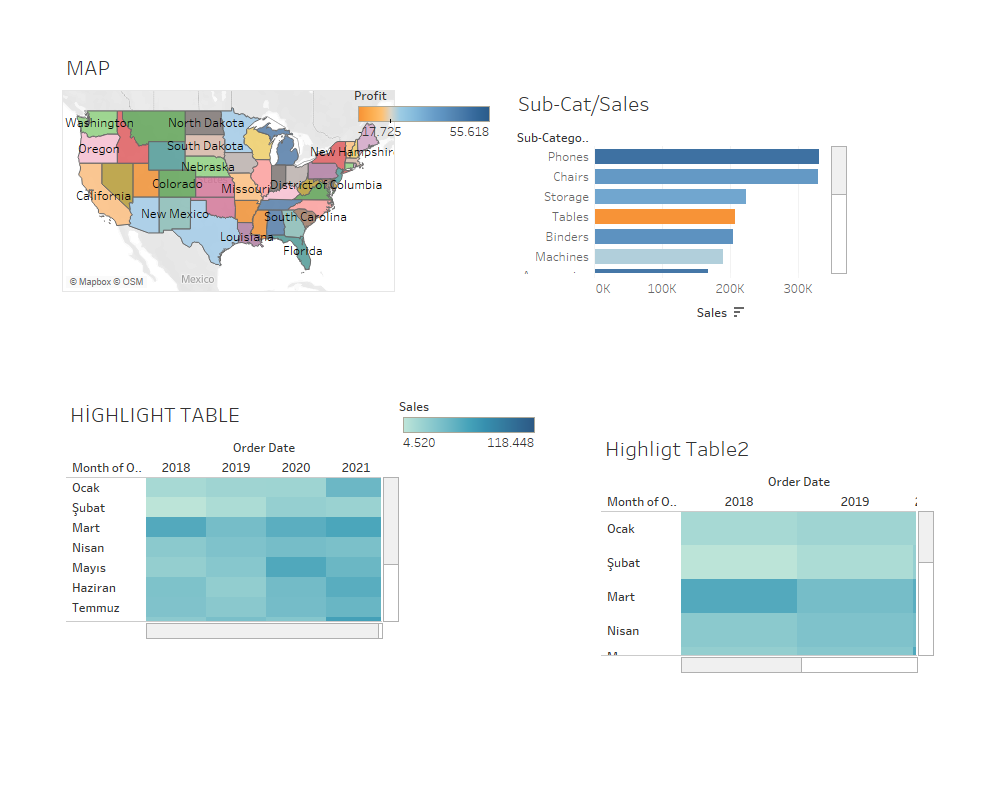 MAP
Profit
-17.725 55.618
Washington
North Dakota
Oregon
South Dakota
New Hampshir
Nebraska
Colorado
Missouri
District of Columbia
California
New Mexico
South Carolina
Louisiana
Florida
Mexico
© Mapbox © OSM
Sub-Cat/Sales
Sub-Catego..
Phones
Chairs
Storage
Tables
Binders
Machines
0K 100K 200K 300K
Sales
HİGHLIGHT TABLE
Sales
4.520 118.448
Order Date
Month of O.. 2018 2019 2020 2021
Ocak
Şubat
Mart
Nisan
Mayıs
Haziran
Temmuz
Highligt Table2
Order Date
Month of O.. 2018 2019
Ocak
Şubat
Mart
Nisan